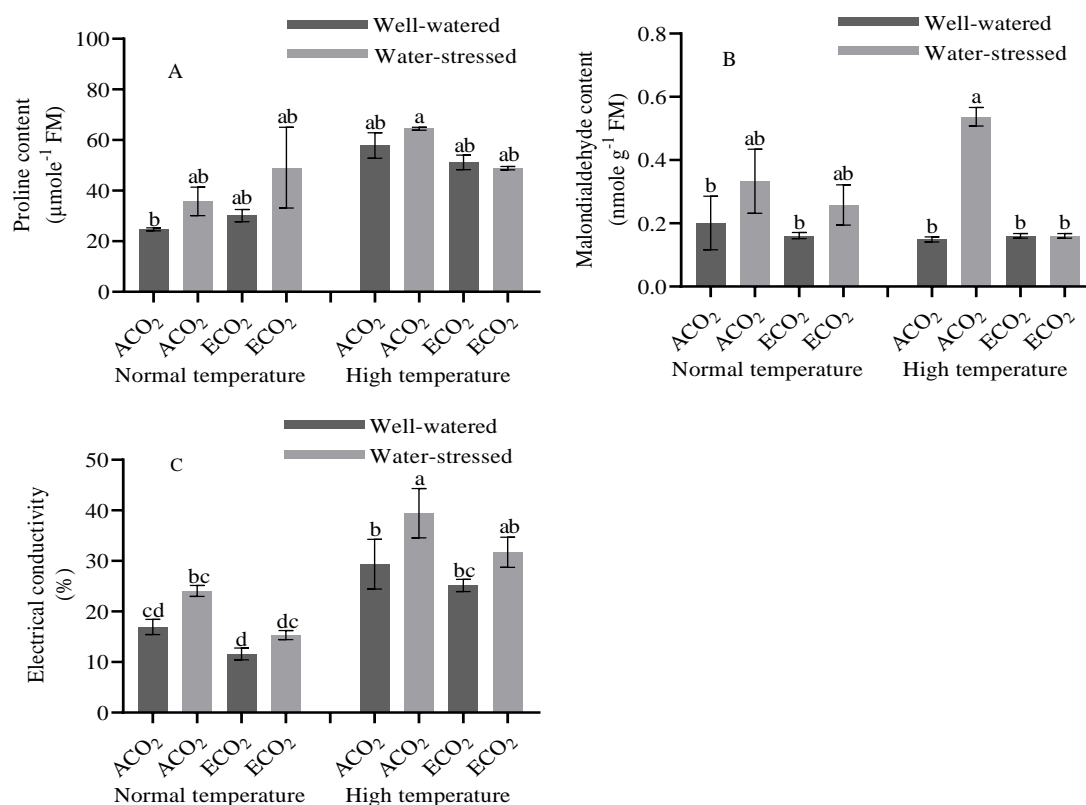 Well-watered
Water-stressed
A
100
80
60
40
20
0
Proline content
(µmole⁻¹ FM)
b
ab
ab
ab
ab
a
ab
ab
ACO₂
ACO₂
ECO₂
ECO₂
ACO₂
ACO₂
ECO₂
ECO₂
Normal temperature
High temperature
Well-watered
Water-stressed
B
0.8
0.6
0.4
0.2
0.0
Malondialdehyde content
(nmole g⁻¹ FM)
b
ab
b
ab
b
a
b
b
ACO₂
ACO₂
ECO₂
ECO₂
ACO₂
ACO₂
ECO₂
ECO₂
Normal temperature
High temperature
Well-watered
Water-stressed
C
50
40
30
20
10
0
Electrical conductivity
(%)
cd
bc
d
dc
b
a
bc
ab
ACO₂
ACO₂
ECO₂
ECO₂
ACO₂
ACO₂
ECO₂
ECO₂
Normal temperature
High temperature